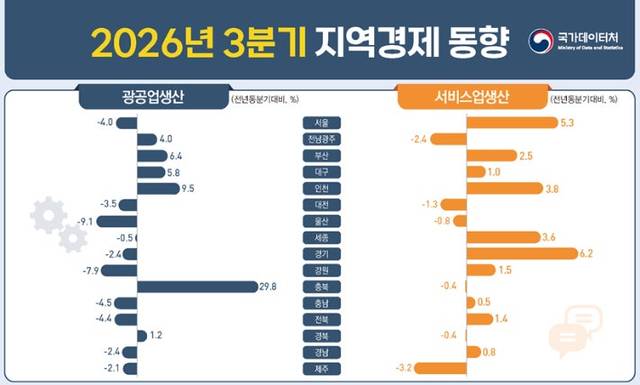 2026년 3분기 지역경제 동향
국가데이터처
Ministry of Data and Statistics
광공업생산 (전년동분기대비, %)
서비스업생산 (전년동분기대비, %)
-4.0 서울 5.3
4.0 전남광주 -2.4
6.4 부산 2.5
5.8 대구 1.0
9.5 인천 3.8
-3.5 대전 -1.3
-9.1 울산 -0.8
-0.5 세종 3.6
-2.4 경기 6.2
-7.9 강원 1.5
29.8 충북 -0.4
-4.5 충남 0.5
-4.4 전북 1.4
1.2 경북 -0.4
-2.4 경남 0.8
-2.1 제주 -3.2